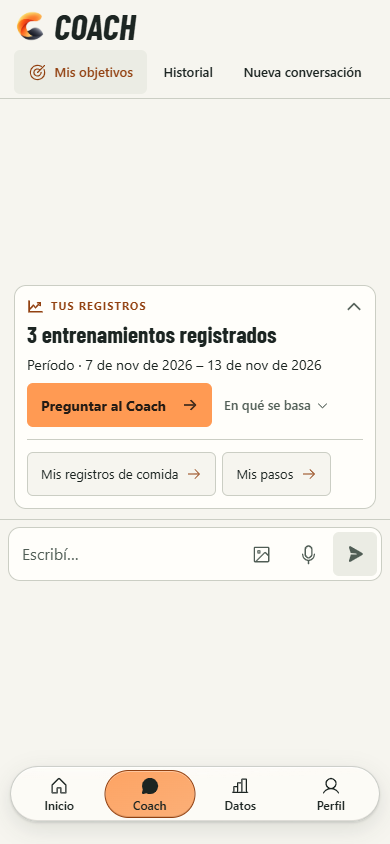 COACH
Mis objetivos
Historial
Nueva conversación
TUS REGISTROS
3 entrenamientos registrados
Período · 7 de nov de 2026 – 13 de nov de 2026
Preguntar al Coach
En qué se basa
Mis registros de comida
Mis pasos
Escribí...
Inicio
Coach
Datos
Perfil